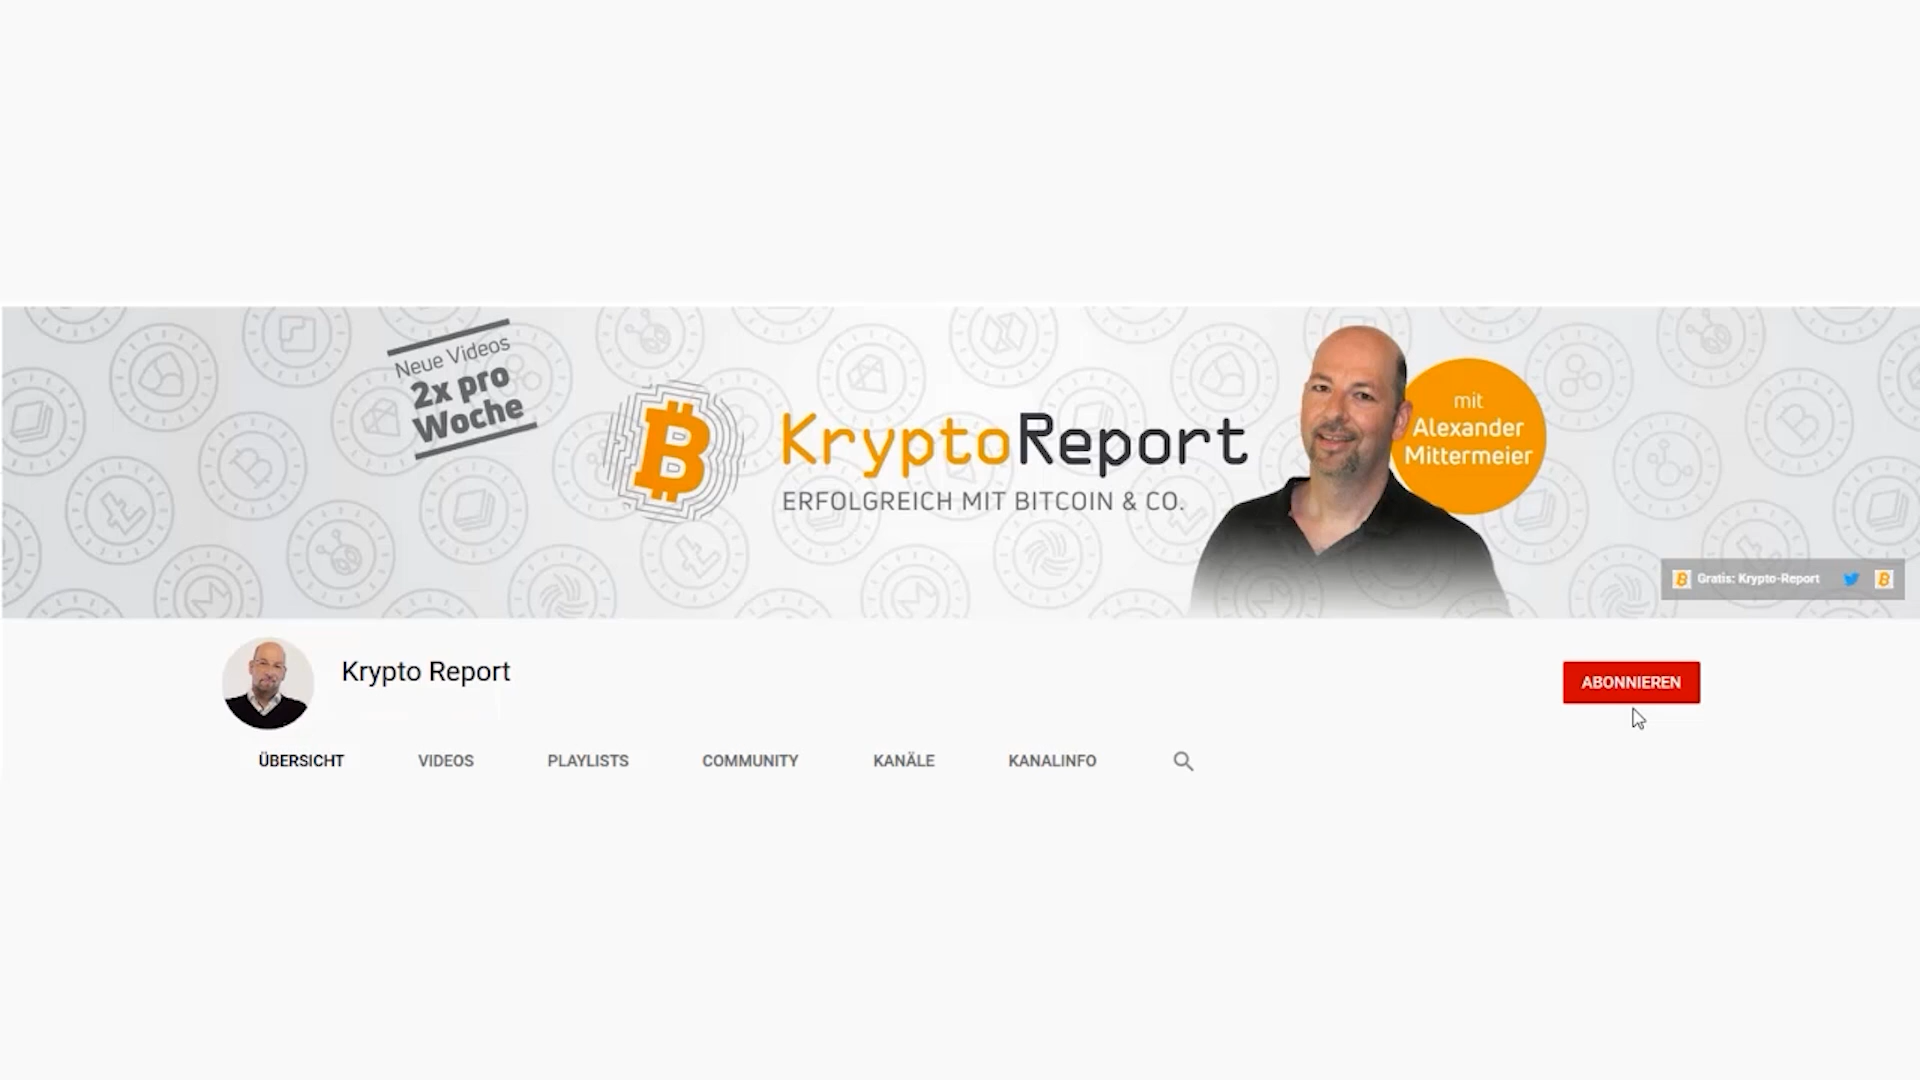 Neue Videos
2x pro
Woche
KryptoReport
ERFOLGREICH MIT BITCOIN & CO.
mit
Alexander
Mittermeier
Gratis: Krypto-Report
Krypto Report
ABONNIEREN
ÜBERSICHT VIDEOS PLAYLISTS COMMUNITY KANÄLE KANALINFO